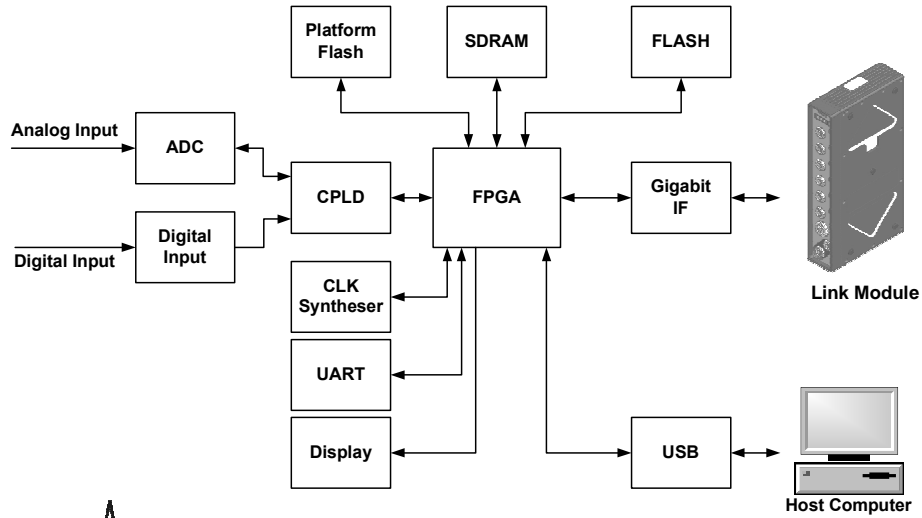 Platform
Flash
SDRAM
FLASH
Analog Input
ADC
CPLD
FPGA
Gigabit
IF
Digital Input
Digital
Input
Link Module
CLK
Syntheser
UART
Display
USB
Host Computer